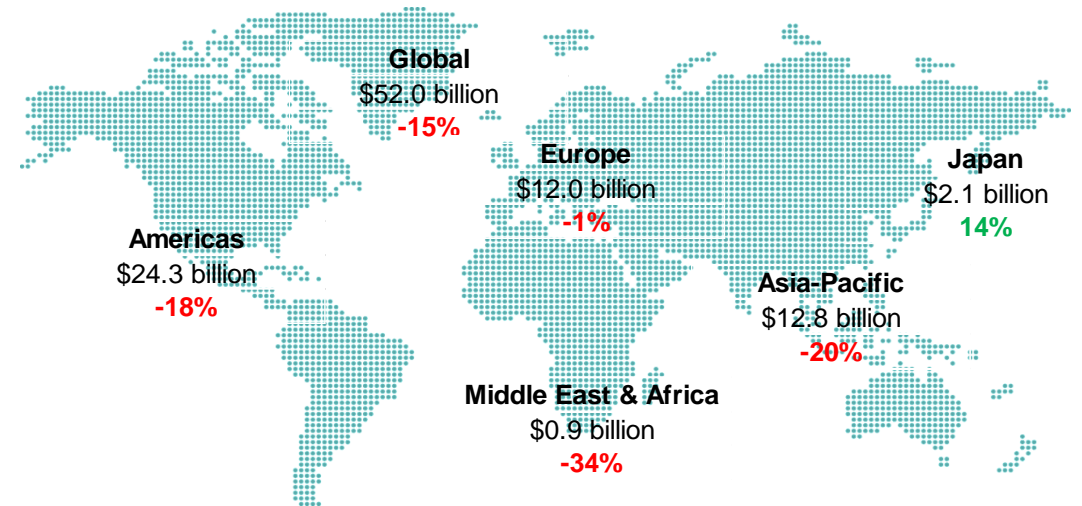 Global
$52.0 billion
-15%
Europe
$12.0 billion
-1%
Japan
$2.1 billion
14%
Americas
$24.3 billion
-18%
Asia-Pacific
$12.8 billion
-20%
Middle East & Africa
$0.9 billion
-34%